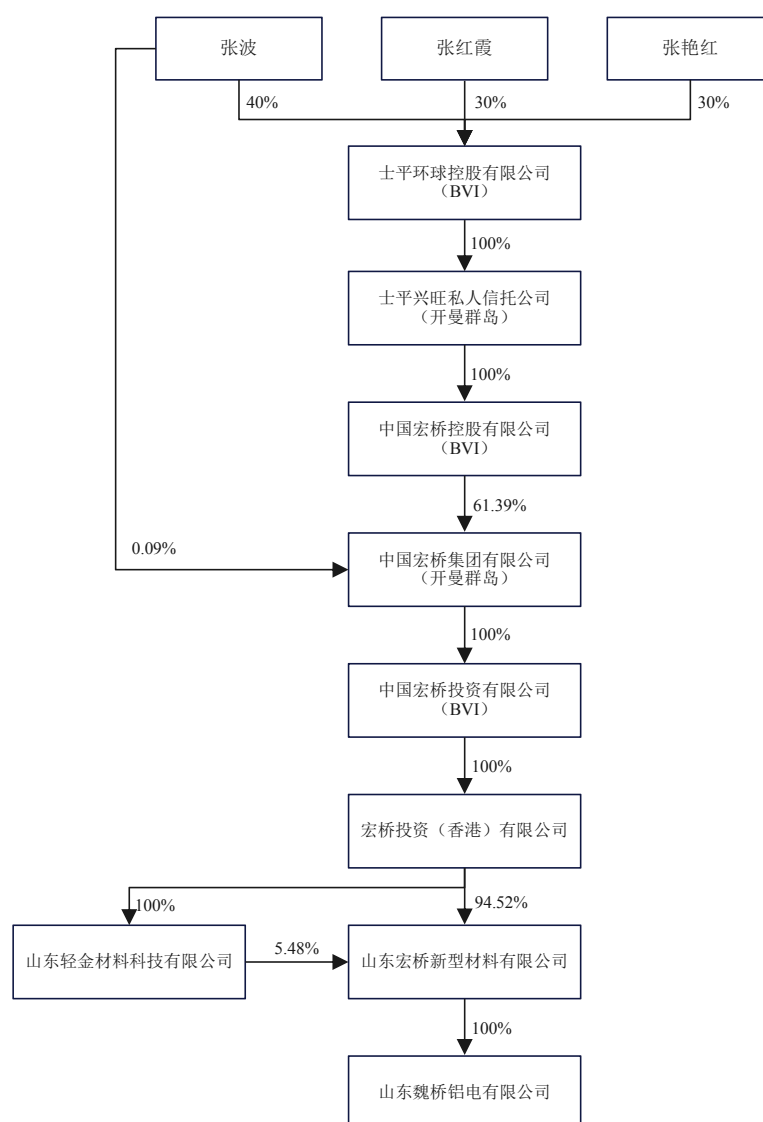 张波
张红霞
张艳红
40%
30%
30%
士平环球控股有限公司
（BVI）
100%
士平兴旺私人信托公司
（开曼群岛）
100%
中国宏桥控股有限公司
（BVI）
61.39%
0.09%
中国宏桥集团有限公司
（开曼群岛）
100%
中国宏桥投资有限公司
（BVI）
100%
宏桥投资（香港）有限公司
100%
94.52%
山东轻金材料科技有限公司
5.48%
山东宏桥新型材料有限公司
100%
山东魏桥铝电有限公司